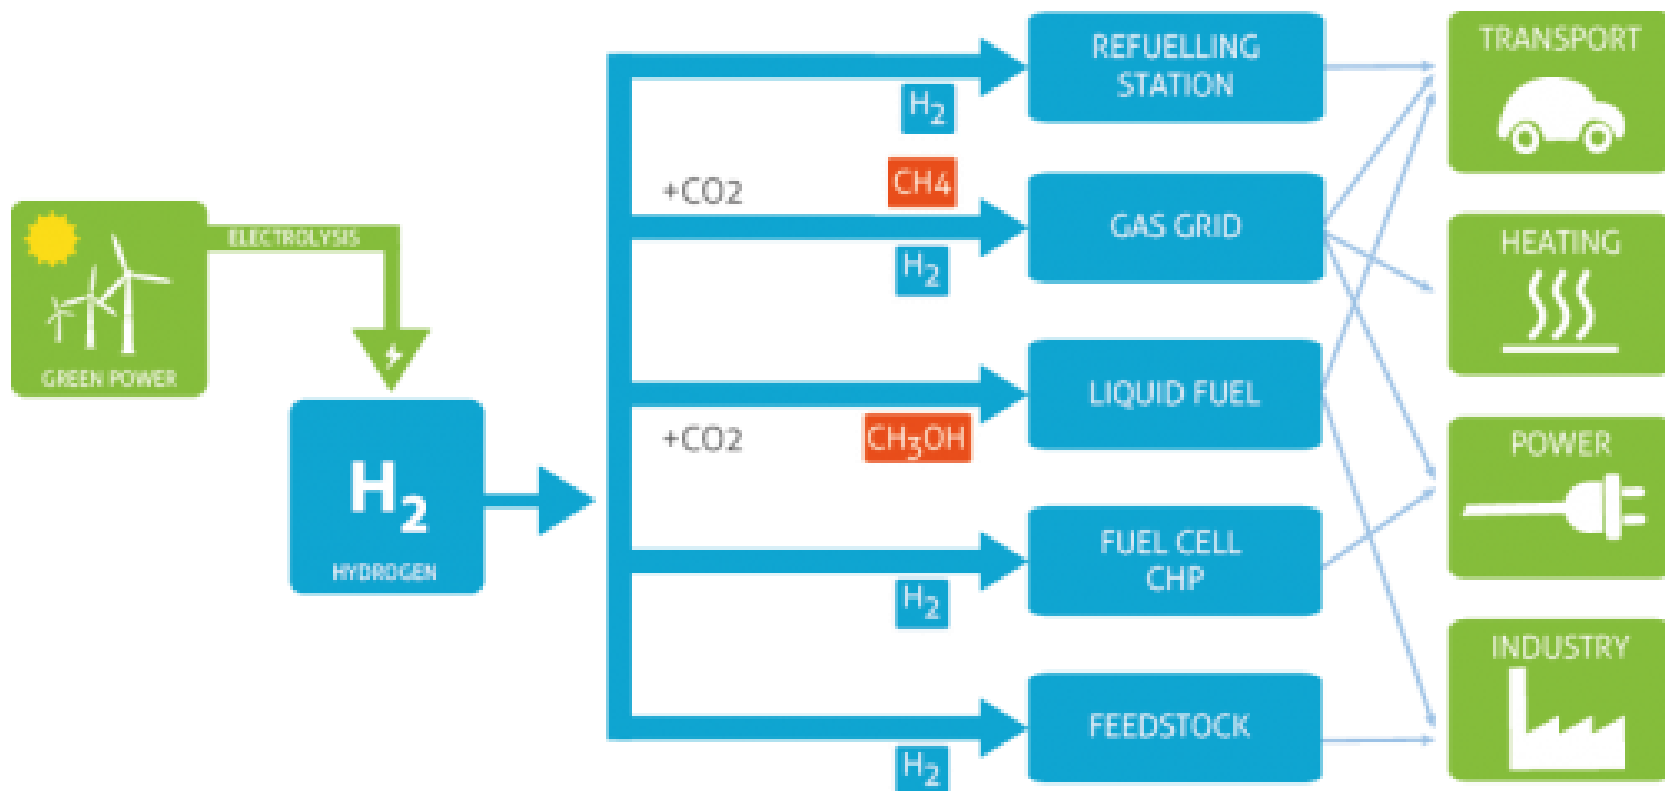 GREEN POWER
ELECTROLYSIS
H2
HYDROGEN
H2
+CO2
CH4
H2
+CO2
CH3OH
H2
H2
REFUELLING
STATION
GAS GRID
LIQUID FUEL
FUEL CELL
CHP
FEEDSTOCK
TRANSPORT
HEATING
POWER
INDUSTRY